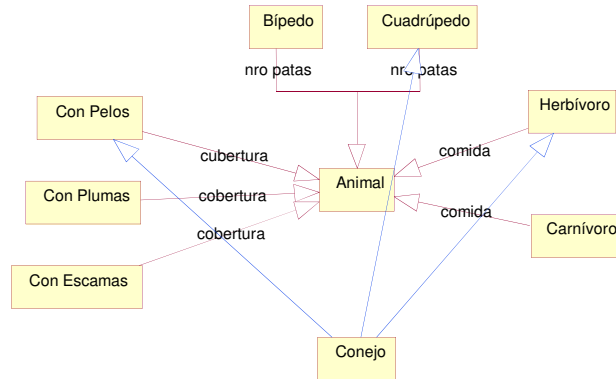 Bípedo
Cuadrúpedo
nro patas
nro patas
Con Pelos
Herbívoro
cubertura
comida
Animal
Con Plumas
cobertura
comida
Carnívoro
cobertura
Con Escamas
Conejo